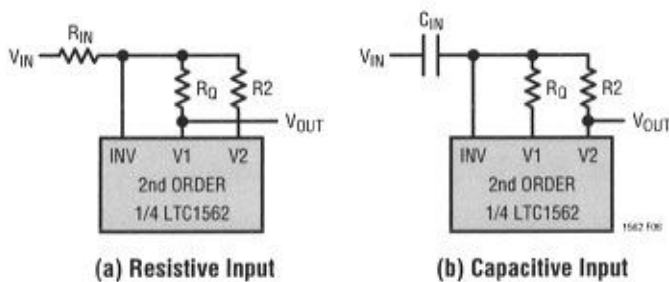 RIN
VIN
RQ
R2
VOUT
INV V1 V2
2nd ORDER
1/4 LTC1562
(a) Resistive Input
CIN
VIN
RQ
R2
VOUT
INV V1 V2
2nd ORDER
1/4 LTC1562
1562 F06
(b) Capacitive Input